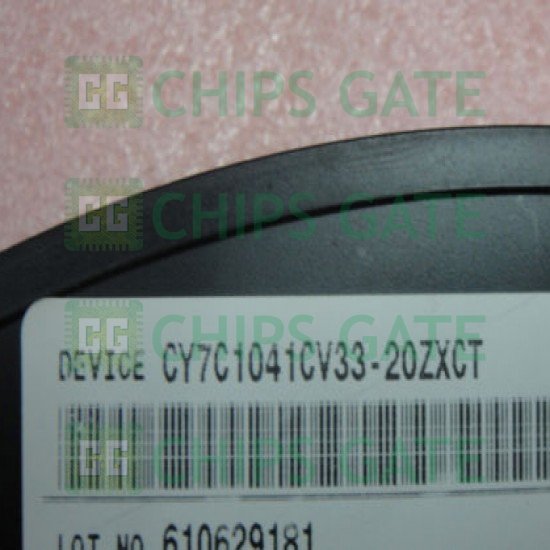 CG CHIPS GATE
CG CHIPS GATE
CG CHIPS GATE
DEVICE CY7C1041CV33-20ZXCT
CG CHIPS GATE
LOT NO 610629181